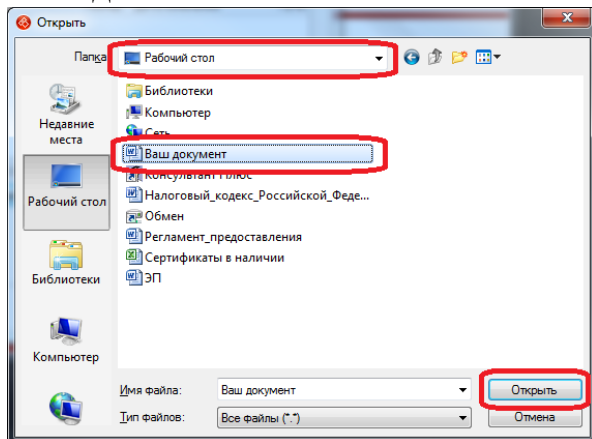 Открыть
Папка
Рабочий стол
Недавние места
Рабочий стол
Библиотеки
Компьютер
Библиотеки
Компьютер
Сеть
Ваш документ
Консультант Плюс
Налоговый_кодекс_Российской_Феде...
Обмен
Регламент_предоставления
Сертификаты в наличии
ЭП
Имя файла: Ваш документ Открыть
Тип файлов: Все файлы (*.*) Отмена